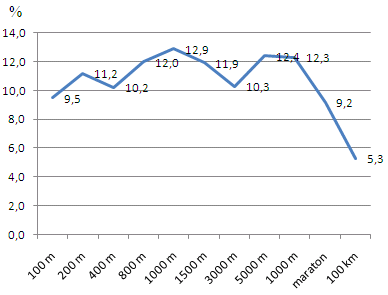 %
14,0
12,0
10,0
8,0
6,0
4,0
2,0
0,0
9,5
11,2
10,2
12,0
12,9
11,9
10,3
12,4
12,3
9,2
5,3
100 m
200 m
400 m
800 m
1000 m
1500 m
3000 m
5000 m
1000 m
maraton
100 km